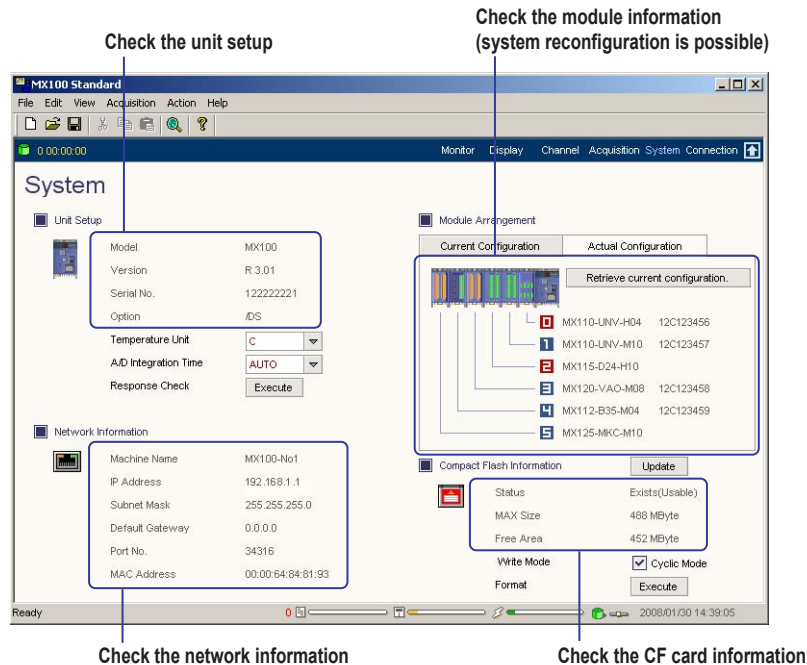 Check the module information
(system reconfiguration is possible)
Check the unit setup
MX100 Standard
File Edit View Acquisition Action Help
0 00:00:00
Monitor Display Channel Acquisition System Connection
System
Unit Setup
Model MX100
Version R 3.01
Serial No. 122222221
Option /DS
Temperature Unit C
A/D Integration Time AUTO
Response Check Execute
Module Arrangement
Current Configuration Actual Configuration
Retrieve current configuration.
0 MX110-UNV-H04 12C123456
1 MX110-UNV-M10 12C123457
2 MX115-D24-H10
3 MX120-VAO-M08 12C123458
4 MX112-B35-M04 12C123459
5 MX125-MKC-M10
Network Information
Machine Name MX100-No1
IP Address 192.168.1.1
Subnet Mask 255.255.255.0
Default Gateway 0.0.0.0
Port No. 34316
MAC Address 00:00:64:84:81:93
Compact Flash Information Update
Status Exists(Usable)
MAX Size 488 MByte
Free Area 452 MByte
Write Mode Cyclic Mode
Format Execute
Ready 0 2008/01/30 14:39:05
Check the network information
Check the CF card information